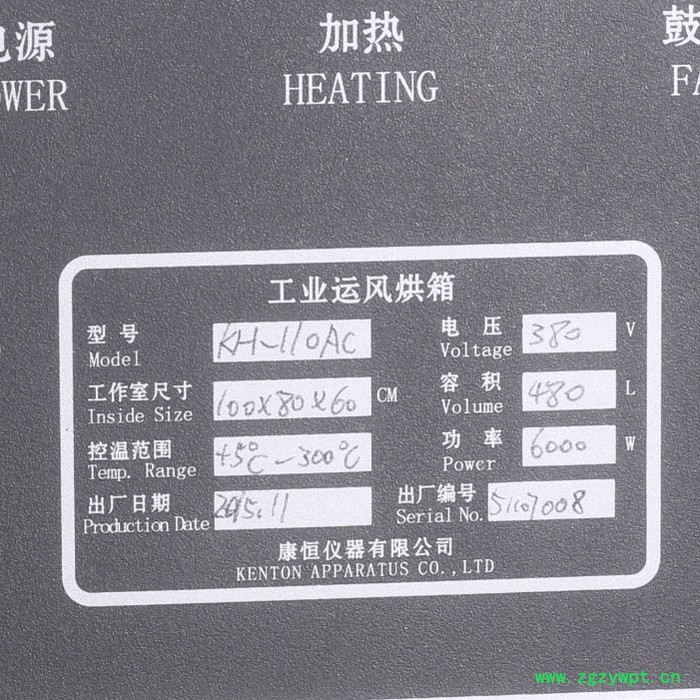 电源 加热 鼓
OWER HEATING FA
工业运风烘箱
型号 KH-110AC 电压 380 V
Model Voltage
工作室尺寸 100X80X60 CM 容积 480 L
Inside Size Volume
控温范围 +5℃-300℃ 功率 6000 W
Temp. Range Power
出厂日期 2015.11 出厂编号
Production Date Serial No.
康恒仪器有限公司
KENTON APPARATUS CO.,LTD
www.zgzywpt.cn